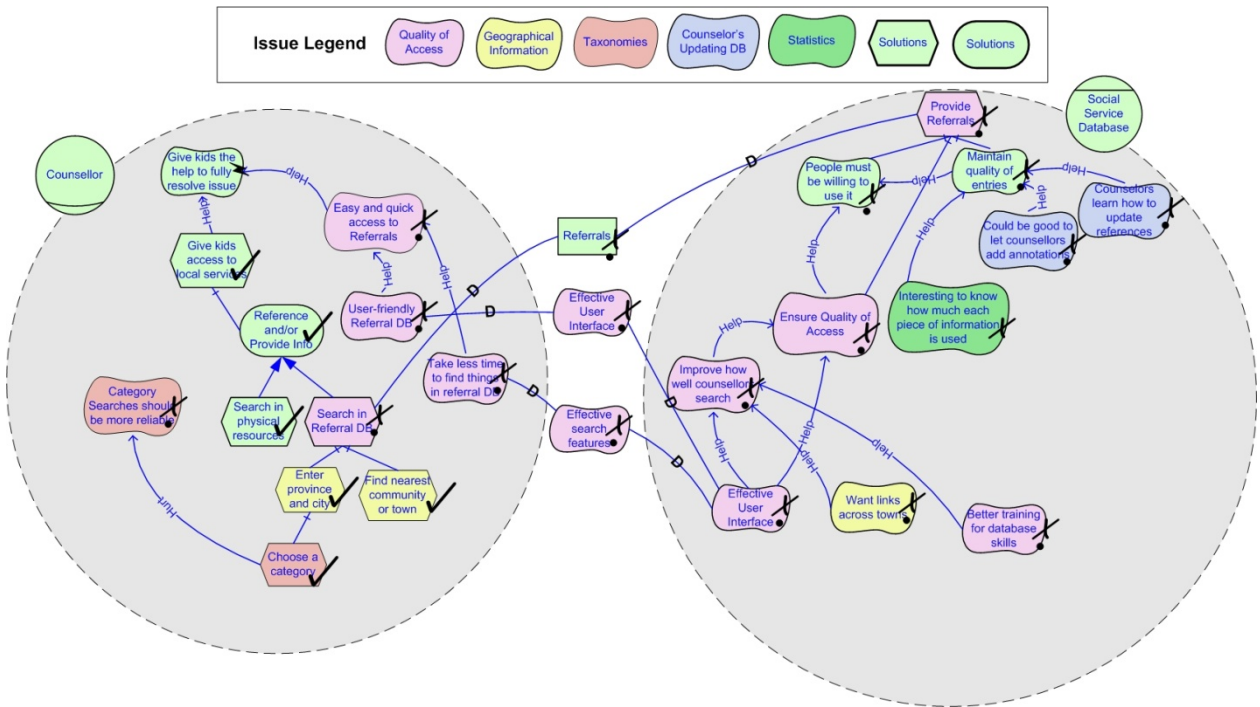 Issue Legend
Quality of
Access
Geographical
Information
Taxonomies
Counselor's
Updating DB
Statistics
Solutions
Solutions
Counsellor
Give kids the
help to fully
resolve issue
Help
Easy and quick
access to
Referrals
Help
Give kids
access to
local services
Help
Help
User-friendly
Referral DB
Reference
and/or
Provide Info
Take less time
to find things
in referral DB
Category
Searches should
be more reliable
Search in
physical
resources
Search in
Referral DB
Enter
province
and city
Find nearest
community
or town
Hurt
Choose a
category
Referrals
D
D
D
Effective
User
Interface
D
Effective
search
features
D
D
Social
Service
Database
Provide
Referrals
People must
be willing to
use it
Help
Maintain
quality of
entries
Help
Counselors
learn how to
update
references
Help
Could be good to
let counsellors
add annotations
Help
Help
Interesting to know
how much each
piece of information
is used
Ensure Quality of
Access
Help
Improve how
well counsellors
search
Help
Help
Help
Help
Effective
User
Interface
Want links
across towns
Better training
for database
skills